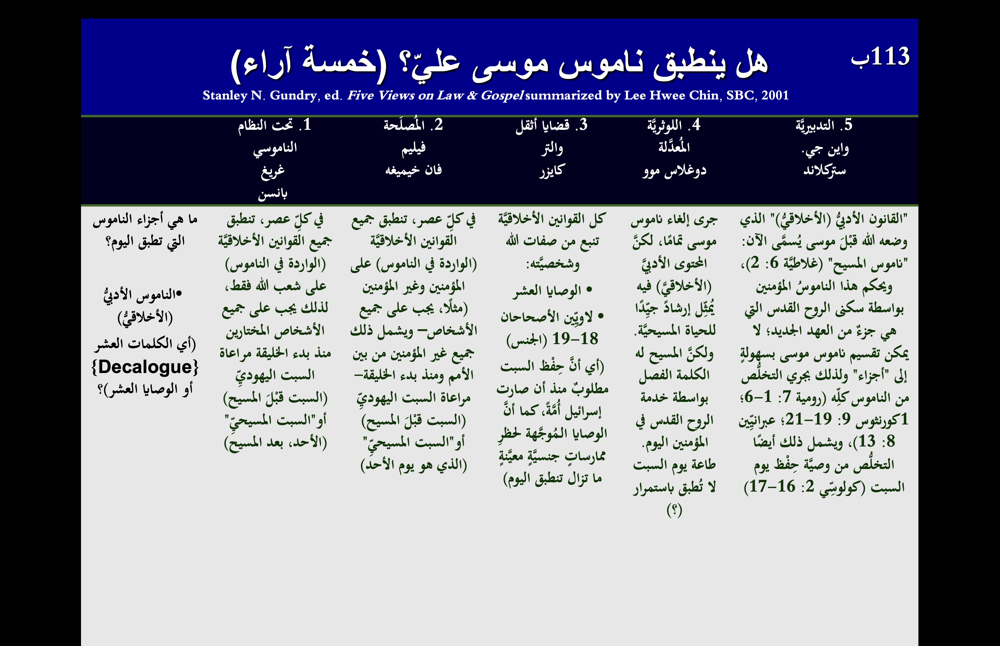 113ب
هل ينطبق ناموس موسى عليّ؟ (خمسة آراء)
Stanley N. Gundry, ed. Five Views on Law & Gospel summarized by Lee Hwee Chin, SBC, 2001
5. التدبيريَّة
واين جي.
ستركلاند
4. اللوثريَّة
المُعدَّلة
دوغلاس موو
3. قضايا أثقل
والتر
كايزر
2. المُصلَحة
فيليم
فان خيميغه
1. تحت النظام
الناموسي
غريغ
بانسن
"القانون الأدبيُّ (الأخلاقيُّ)" الذي
وضعه الله قبْلَ موسى يُسمَّى الآن:
"ناموس المسيح" (غلاطيَّة 6: 2)،
ويحكم هذا الناموسُ المؤمنين
بواسطة سكنى الروح القدس التي
هي جزءٌ من العهد الجديد؛ لا
يمكن تقسيم ناموس موسى بسهولةٍ
إلى "أجزاء" ولذلك يجري التخلُّص
من الناموس كلِّه (رومية 7: 1–6؛
1كورنثوس 9: 19–21؛ عبرانيِّين
8: 13)، ويشمل ذلك أيضًا
التخلُّص من وصيَّة حِفْظ يوم
السبت (كولوسِّي 2: 16–17)
جرى إلغاء ناموس
موسى تمامًا، لكنَّ
المحتوى الأدبيَّ
(الأخلاقيَّ) فيه
يُمثِّل إرشادً جيِّدًا
للحياة المسيحيَّة.
ولكنَّ المسيح له
الكلمة الفصل
بواسطة خدمة
الروح القدس في
المؤمنين اليوم.
طاعة يوم السبت
لا تُطبق باستمرار
(؟)
كل القوانين الأخلاقيَّة
تنبع من صفات الله
وشخصيَّته:
• الوصايا العشر
• لاويِّين الأصحاحان
18–19 (الجنس)
(أي أنَّ حِفْظ السبت
مطلوبٌ منذ أن صارت
إسرائيل أُمَّةً، كما أنَّ
الوصايا المُوجَّهة لحظرِ
ممارساتٍ جنسيَّةٍ معيَّنةٍ
ما تزال تنطبق اليوم)
في كلِّ عصر، تنطبق جميع
القوانين الأخلاقيَّة
(الواردة في الناموس) على
المؤمنين وغير المؤمنين
(مثلًا، يجب على جميع
الأشخاص– ويشمل ذلك
جميع غير المؤمنين من بين
الأمم ومنذ بدء الخليقة–
مراعاة السبت اليهوديِّ
(السبت قبْلَ المسيح)
أو"السبت المسيحيِّ"
(الذي هو يوم الأحد)
في كلِّ عصر، تنطبق
جميع القوانين الأخلاقيَّة
(الواردة في الناموس)
على شعب الله فقط،
لذلك يجب على جميع
الأشخاص المختارين
منذ بدء الخليقة مراعاة
السبت اليهوديِّ
(السبت قبْلَ المسيح)
أو"السبت المسيحيِّ"
(الأحد، بعد المسيح)
ما هي أجزاء الناموس
التي تطبق اليوم؟
•الناموس الأدبيُّ
(الأخلاقيُّ)
(أي الكلمات العشر
{Decalogue}
أو الوصايا العشر)؟